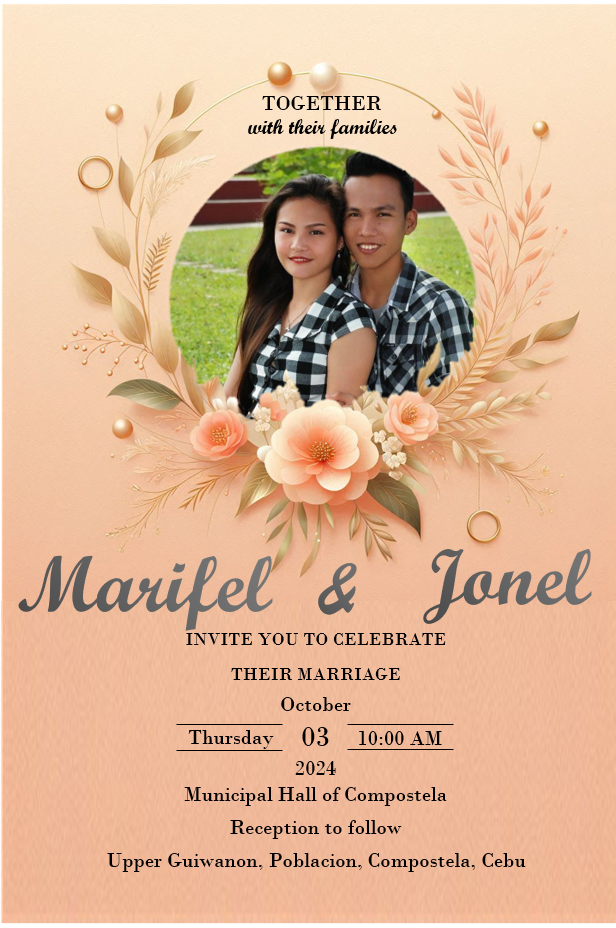 TOGETHER
with their families
Marifel & Jonel
INVITE YOU TO CELEBRATE
THEIR MARRIAGE
October
Thursday 03 10:00 AM
2024
Municipal Hall of Compostela
Reception to follow
Upper Guiwanon, Poblacion, Compostela, Cebu